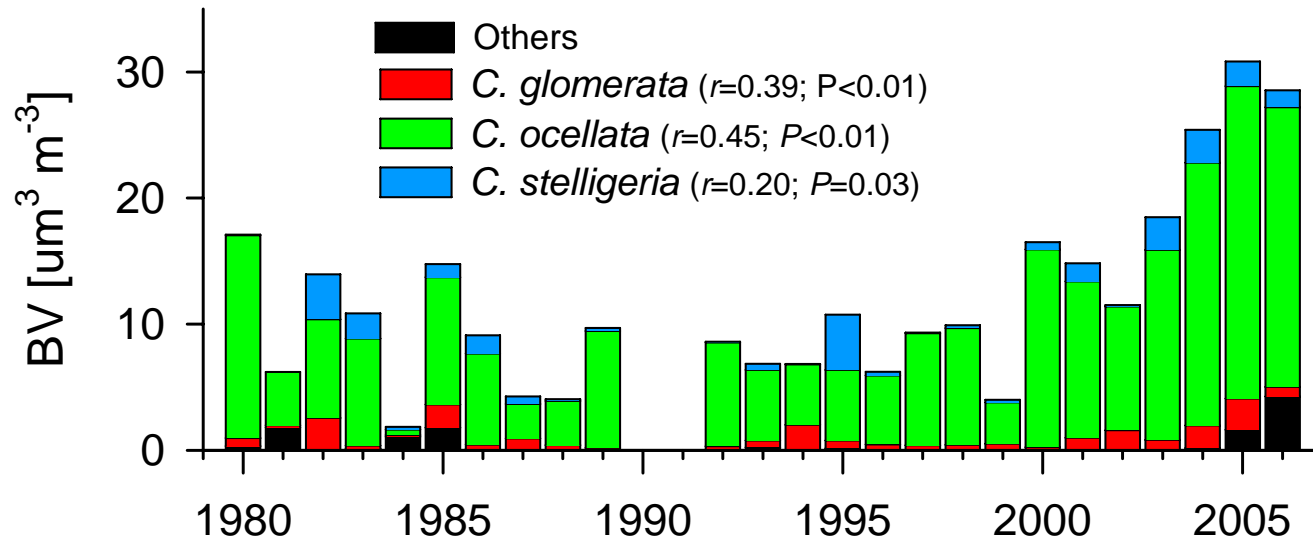 BV [um³ m⁻³]
30
20
10
0
Others
C. glomerata (r=0.39; P<0.01)
C. ocellata (r=0.45; P<0.01)
C. stelligeria (r=0.20; P=0.03)
1980 1985 1990 1995 2000 2005